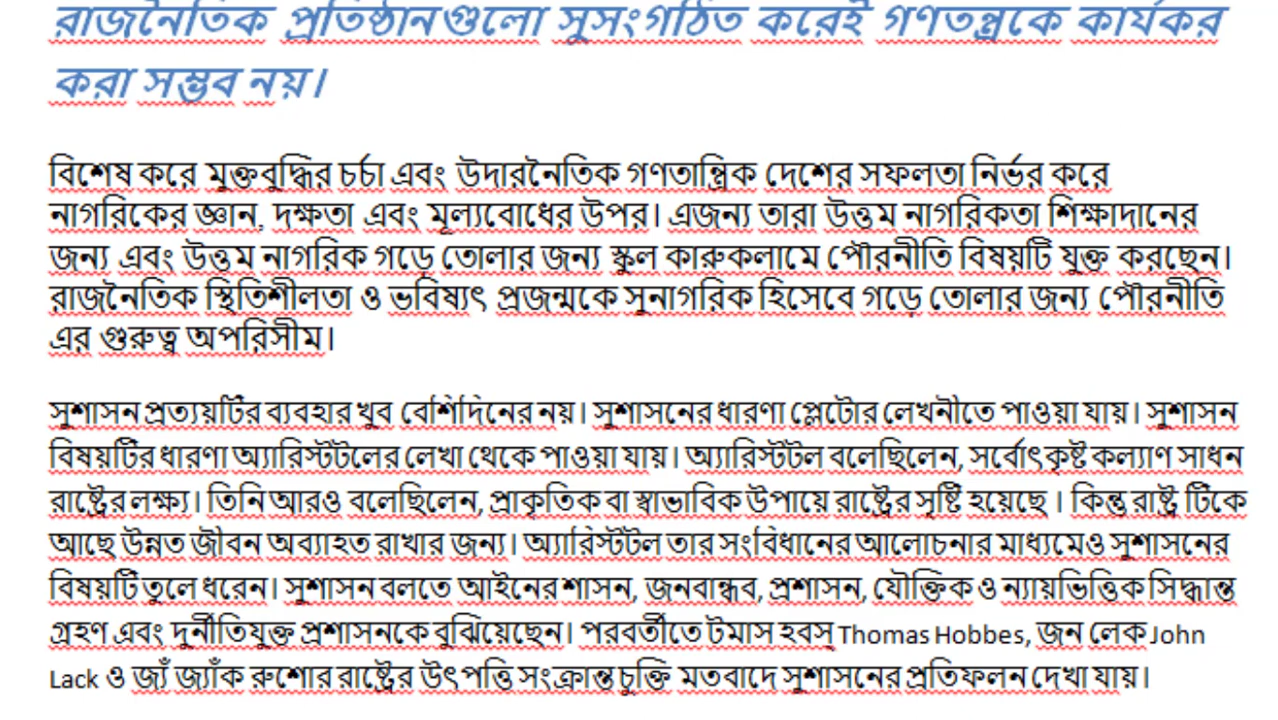 রাজনৈতিক প্রতিষ্ঠানগুলো সুসংগঠিত করেই গণতন্ত্রকে কার্যকর
করা সম্ভব নয়।
বিশেষ করে মুক্তবুদ্ধির চর্চা এবং উদারনৈতিক গণতান্ত্রিক দেশের সফলতা নির্ভর করে
নাগরিকের জ্ঞান, দক্ষতা এবং মূল্যবোধের উপর। এজন্য তারা উত্তম নাগরিকতা শিক্ষাদানের
জন্য এবং উত্তম নাগরিক গড়ে তোলার জন্য স্কুল কারুকলামে পৌরনীতি বিষয়টি যুক্ত করছেন।
রাজনৈতিক স্থিতিশীলতা ও ভবিষ্যৎ প্রজন্মকে সুনাগরিক হিসেবে গড়ে তোলার জন্য পৌরনীতি
এর গুরুত্ব অপরিসীম।
সুশাসন প্রত্যয়টির ব্যবহার খুব বেশিদিনের নয়। সুশাসনের ধারণা প্লেটোর লেখনীতে পাওয়া যায়। সুশাসন
বিষয়টির ধারণা অ্যারিস্টটলের লেখা থেকে পাওয়া যায়। অ্যারিস্টটল বলেছিলেন, সর্বোৎকৃষ্ট কল্যাণ সাধন
রাষ্ট্রের লক্ষ্য। তিনি আরও বলেছিলেন, প্রাকৃতিক বা স্বাভাবিক উপায়ে রাষ্ট্রের সৃষ্টি হয়েছে । কিন্তু রাষ্ট্র টিকে
আছে উন্নত জীবন অব্যাহত রাখার জন্য। অ্যারিস্টটল তার সংবিধানের আলোচনার মাধ্যমেও সুশাসনের
বিষয়টি তুলে ধরেন। সুশাসন বলতে আইনের শাসন, জনবান্ধব, প্রশাসন, যৌক্তিক ও ন্যায়ভিত্তিক সিদ্ধান্ত
গ্রহণ এবং দুর্নীতিযুক্ত প্রশাসনকে বুঝিয়েছেন। পরবর্তীতে টমাস হবস্ Thomas Hobbes, জন লেক John
Lack ও জ্যঁ জ্যাঁক রুশোর রাষ্ট্রের উৎপত্তি সংক্রান্ত চুক্তি মতবাদে সুশাসনের প্রতিফলন দেখা যায়।